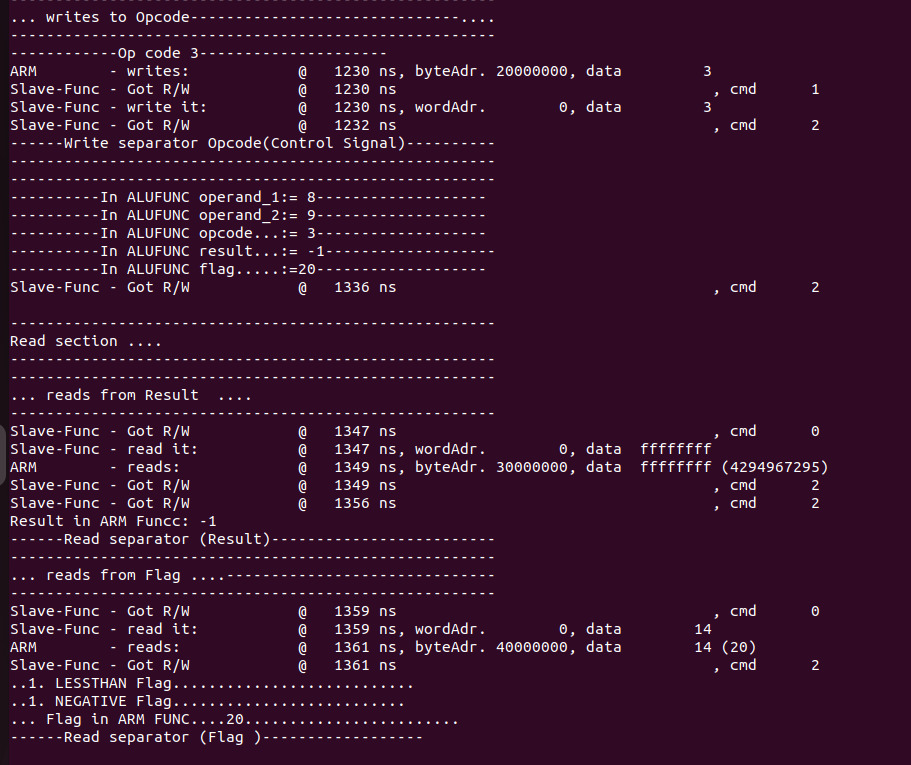 -------------------------------------------------------
... writes to Opcode------------------------------....
------------------------------------------------------
------------Op code 3---------------------
ARM        - writes:            @   1230 ns, byteAdr. 20000000, data         3
Slave-Func - Got R/W            @   1230 ns                                   , cmd      1
Slave-Func - write it:          @   1230 ns, wordAdr.        0, data         3
Slave-Func - Got R/W            @   1232 ns                                   , cmd      2
------Write separator Opcode(Control Signal)----------
------------------------------------------------------
------------------------------------------------------
----------In ALUFUNC operand_1:= 8-------------------
----------In ALUFUNC operand_2:= 9-------------------
----------In ALUFUNC opcode...:= 3-------------------
----------In ALUFUNC result...:= -1-------------------
----------In ALUFUNC flag.....:=20-------------------
Slave-Func - Got R/W            @   1336 ns                                   , cmd      2
------------------------------------------------------
Read section ....
------------------------------------------------------
------------------------------------------------------
... reads from Result  ....
------------------------------------------------------
Slave-Func - Got R/W            @   1347 ns                                   , cmd      0
Slave-Func - read it:           @   1347 ns, wordAdr.        0, data  ffffffff
ARM        - reads:             @   1349 ns, byteAdr. 30000000, data  ffffffff (4294967295)
Slave-Func - Got R/W            @   1349 ns                                   , cmd      2
Slave-Func - Got R/W            @   1356 ns                                   , cmd      2
Result in ARM Funcc: -1
------Read separator (Result)-------------------------
------------------------------------------------------
... reads from Flag ....------------------------------
------------------------------------------------------
Slave-Func - Got R/W            @   1359 ns                                   , cmd      0
Slave-Func - read it:           @   1359 ns, wordAdr.        0, data        14
ARM        - reads:             @   1361 ns, byteAdr. 40000000, data        14 (20)
Slave-Func - Got R/W            @   1361 ns                                   , cmd      2
..1. LESSTHAN Flag...........................
..1. NEGATIVE Flag..........................
... Flag in ARM FUNC....20........................
------Read separator (Flag )------------------